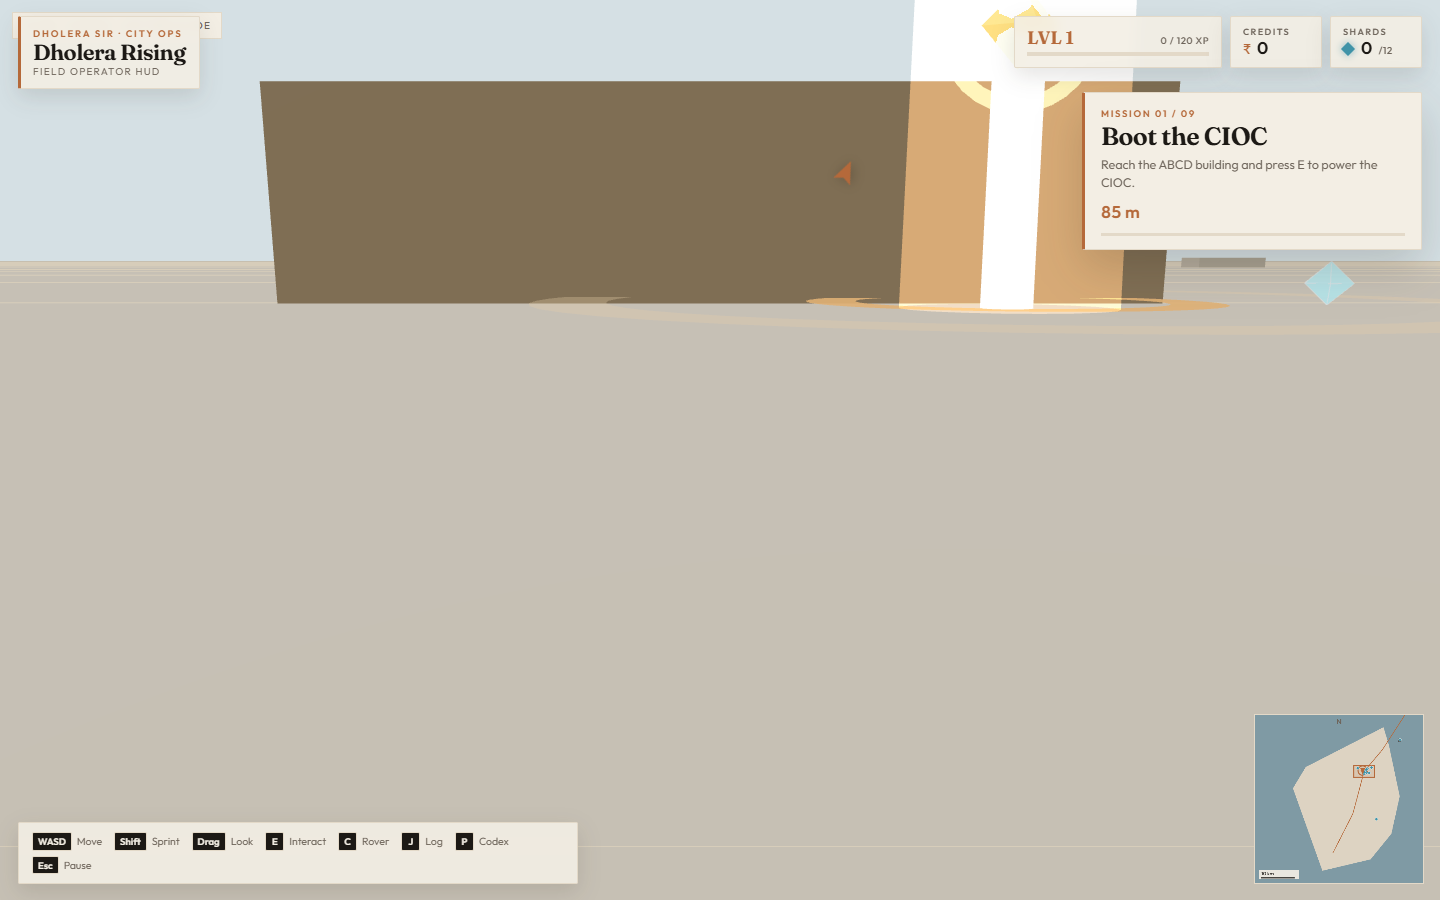 DHOLERA SIR · CITY OPS
Dholera Rising
FIELD OPERATOR HUD
LVL 1
0 / 120 XP
CREDITS
₹ 0
SHARDS
0 /12
MISSION 01 / 09
Boot the CIOC
Reach the ABCD building and press E to power the
CIOC.
85 m
N
WASD Move Shift Sprint Drag Look E Interact C Rover J Log P Codex
Esc Pause